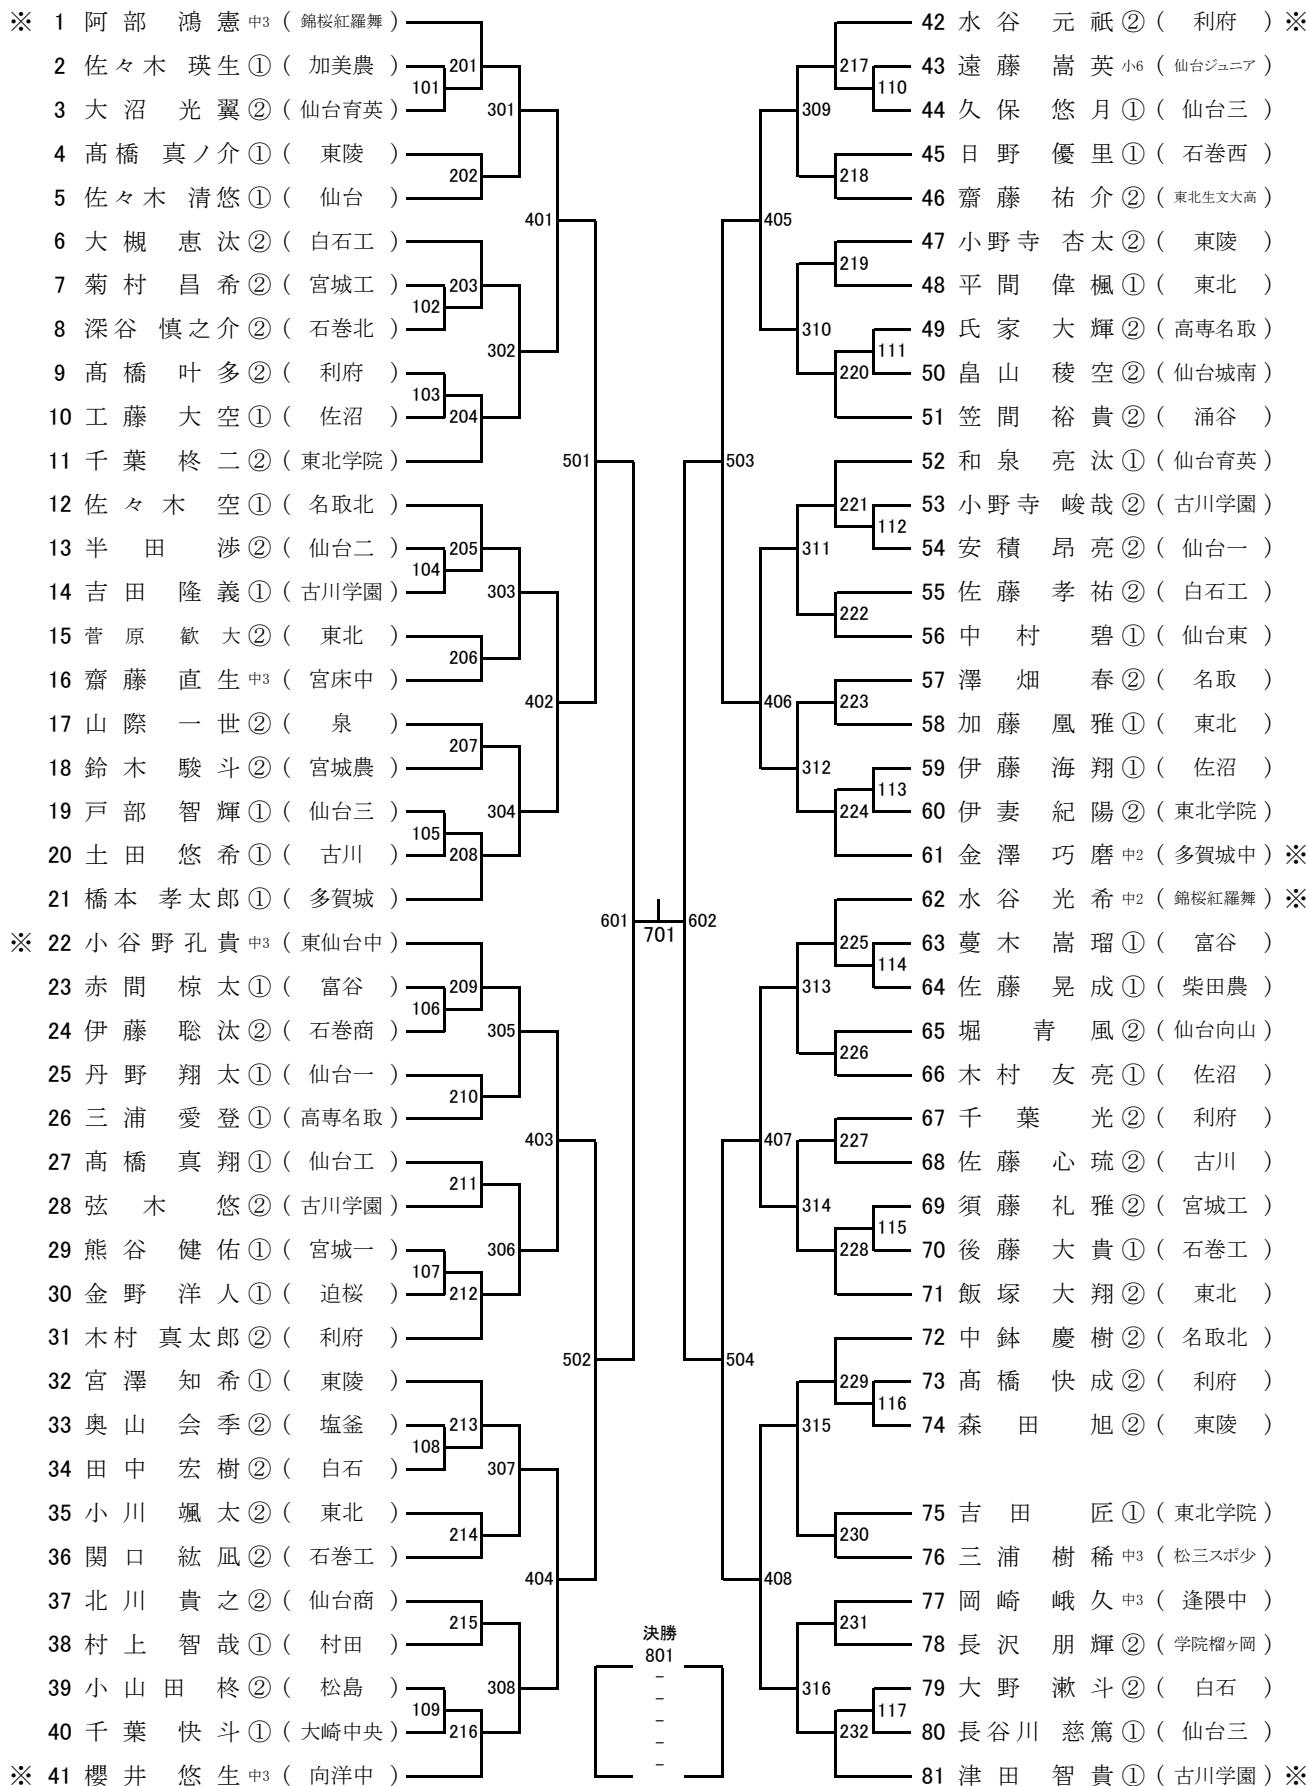 ※ 1 阿部 鴻憲 中3 ( 錦桜紅羅舞 )
2 佐々木 瑛生 ① ( 加美農 )
3 大沼 光翼 ② ( 仙台育英 )
4 髙橋 真ノ介 ① ( 東陵 )
5 佐々木 清悠 ① ( 仙台 )
6 大槻 恵汰 ② ( 白石工 )
7 菊村 昌希 ② ( 宮城工 )
8 深谷 慎之介 ② ( 石巻北 )
9 髙橋 叶多 ② ( 利府 )
10 工藤 大空 ① ( 佐沼 )
11 千葉 柊二 ② ( 東北学院 )
12 佐々木 空 ① ( 名取北 )
13 半田 渉 ② ( 仙台二 )
14 吉田 隆義 ① ( 古川学園 )
15 菅原 歓大 ② ( 東北 )
16 齋藤 直生 中3 ( 宮床中 )
17 山際 一世 ② ( 泉 )
18 鈴木 駿斗 ② ( 宮城農 )
19 戸部 智輝 ① ( 仙台三 )
20 土田 悠希 ① ( 古川 )
21 橋本 孝太郎 ① ( 多賀城 )
※ 22 小谷野 孔貴 中3 ( 東仙台中 )
23 赤間 椋太 ① ( 富谷 )
24 伊藤 聡汰 ② ( 石巻商 )
25 丹野 翔太 ① ( 仙台一 )
26 三浦 愛登 ① ( 高専名取 )
27 髙橋 真翔 ① ( 仙台工 )
28 弦木 悠 ② ( 古川学園 )
29 熊谷 健佑 ① ( 宮城一 )
30 金野 洋人 ① ( 迫桜 )
31 木村 真太郎 ② ( 利府 )
32 宮澤 知希 ① ( 東陵 )
33 奥山 会季 ② ( 塩釜 )
34 田中 宏樹 ② ( 白石 )
35 小川 颯太 ② ( 東北 )
36 関口 紘凪 ② ( 石巻工 )
37 北川 貴之 ② ( 仙台商 )
38 村上 智哉 ① ( 村田 )
39 小山田 柊 ② ( 松島 )
40 千葉 快斗 ① ( 大崎中央 )
※ 41 櫻井 悠生 中3 ( 向洋中 )
101
102
103
104
105
106
107
108
109
201
202
203
204
205
206
207
208
209
210
211
212
213
214
215
216
301
302
303
304
305
306
307
308
401
402
403
404
501
502
601
701
602
決勝
801
–
–
–
–
–
503
504
405
406
407
408
309
310
311
312
313
314
315
316
217
218
219
220
221
222
223
224
225
226
227
228
229
230
231
232
110
111
112
113
114
115
116
117
42 水谷 元祇 ② ( 利府 ) ※
43 遠藤 嵩英 小6 ( 仙台ジュニア )
44 久保 悠月 ① ( 仙台三 )
45 日野 優里 ① ( 石巻西 )
46 齋藤 祐介 ② ( 東北生文大高 )
47 小野寺 杏太 ② ( 東陵 )
48 平間 偉楓 ① ( 東北 )
49 氏家 大輝 ② ( 高専名取 )
50 畠山 稜空 ② ( 仙台城南 )
51 笠間 裕貴 ② ( 涌谷 )
52 和泉 亮汰 ① ( 仙台育英 )
53 小野寺 峻哉 ② ( 古川学園 )
54 安積 昂亮 ② ( 仙台一 )
55 佐藤 孝祐 ② ( 白石工 )
56 中村 碧 ① ( 仙台東 )
57 澤畑 春 ② ( 名取 )
58 加藤 凰雅 ① ( 東北 )
59 伊藤 海翔 ① ( 佐沼 )
60 伊妻 紀陽 ② ( 東北学院 )
61 金澤 巧磨 中2 ( 多賀城中 ) ※
62 水谷 光希 中2 ( 錦桜紅羅舞 ) ※
63 蔓木 嵩瑠 ① ( 富谷 )
64 佐藤 晃成 ① ( 柴田農 )
65 堀 青風 ② ( 仙台向山 )
66 木村 友亮 ① ( 佐沼 )
67 千葉 光 ② ( 利府 )
68 佐藤 心琉 ② ( 古川 )
69 須藤 礼雅 ② ( 宮城工 )
70 後藤 大貴 ① ( 石巻工 )
71 飯塚 大翔 ② ( 東北 )
72 中鉢 慶樹 ② ( 名取北 )
73 髙橋 快成 ② ( 利府 )
74 森田 旭 ② ( 東陵 )
75 吉田 匠 ① ( 東北学院 )
76 三浦 樹稀 中3 ( 松三スポ少 )
77 岡崎 峨久 中3 ( 逢隈中 )
78 長沢 朋輝 ② ( 学院榴ヶ岡 )
79 大野 漱斗 ② ( 白石 )
80 長谷川 慈篤 ① ( 仙台三 )
81 津田 智貴 ① ( 古川学園 ) ※